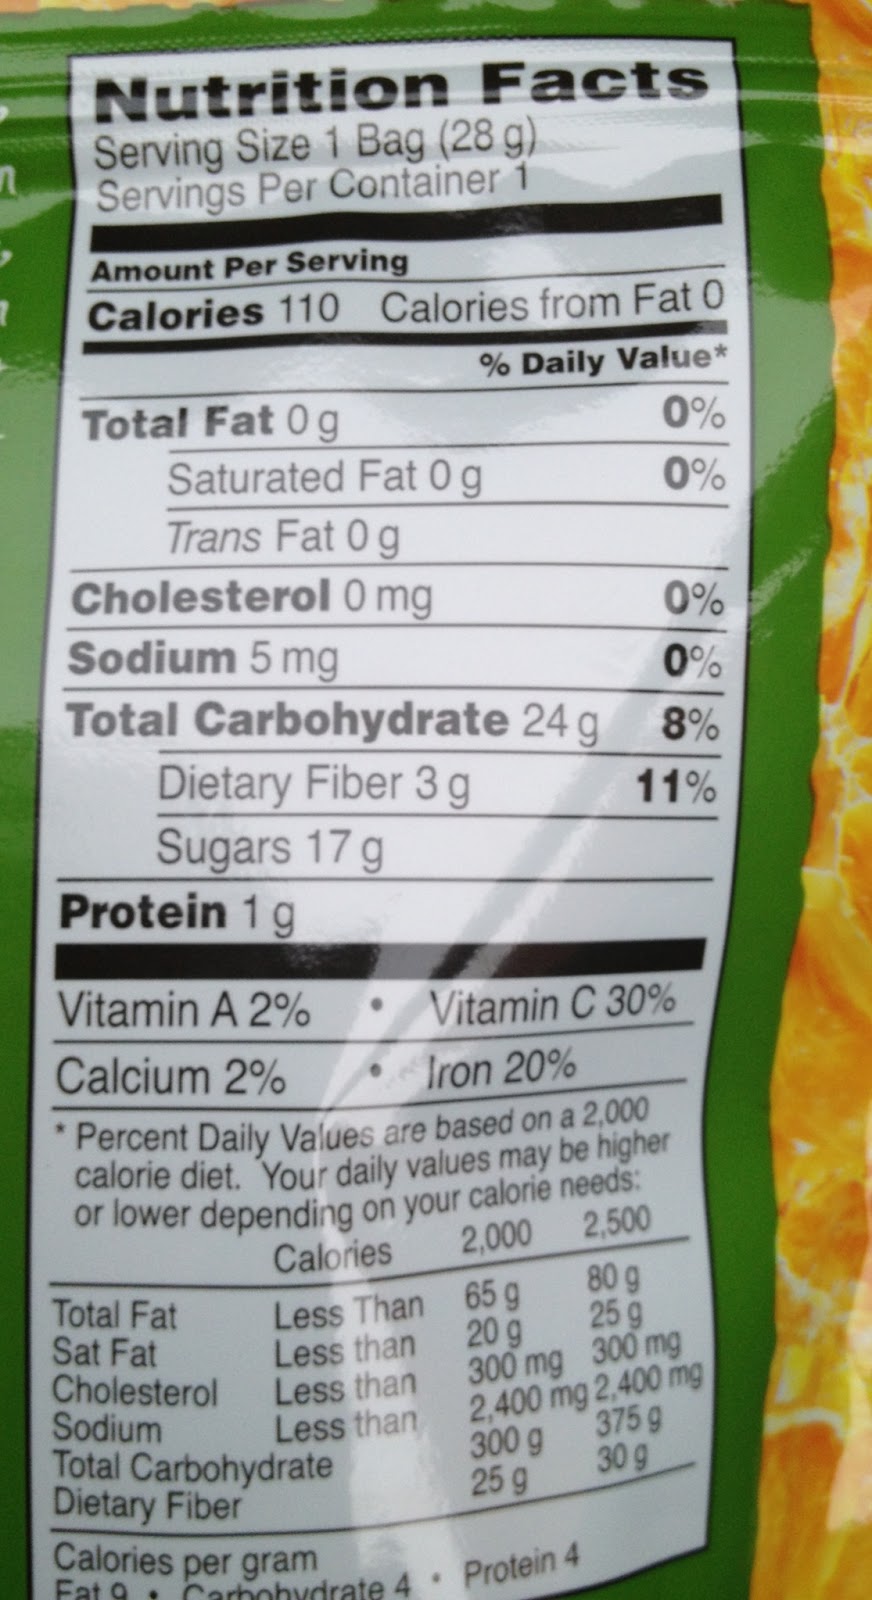 Nutrition Facts
Serving Size 1 Bag (28 g)
Servings Per Container 1
Amount Per Serving
Calories 110 Calories from Fat 0
% Daily Value*
Total Fat 0 g 0%
Saturated Fat 0 g 0%
Trans Fat 0 g
Cholesterol 0 mg 0%
Sodium 5 mg 0%
Total Carbohydrate 24 g 8%
Dietary Fiber 3 g 11%
Sugars 17 g
Protein 1 g
Vitamin A 2% • Vitamin C 30%
Calcium 2% • Iron 20%
* Percent Daily Values are based on a 2,000
calorie diet. Your daily values may be higher
or lower depending on your calorie needs:
Calories 2,000 2,500
Total Fat Less Than 65 g 80 g
Sat Fat Less than 20 g 25 g
Cholesterol Less than 300 mg 300 mg
Sodium Less than 2,400 mg 2,400 mg
Total Carbohydrate 300 g 375 g
Dietary Fiber 25 g 30 g
Calories per gram
Fat 9 • Carbohydrate 4 • Protein 4